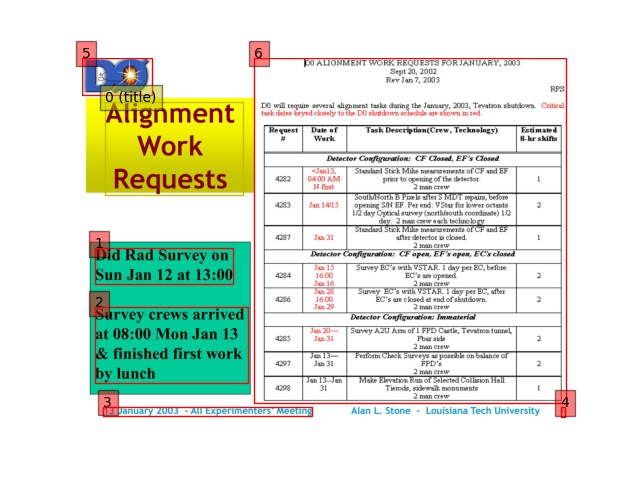 5
6
DØ
0 (title)
Alignment
Work
Requests
1
Did Rad Survey on
Sun Jan 12 at 13:00
2
Survey crews arrived
at 08:00 Mon Jan 13
& finished first work
by lunch
D0 ALIGNMENT WORK REQUESTS FOR JANUARY, 2003
Sept 20, 2002
Rev Jan 7, 2003
RPS
D0 will require several alignment tasks during the January, 2003, Tevatron shutdown. Critical
task dates keyed closely to the D0 shutdown schedule are shown in red.
Request # Date of Work Task Description(Crew, Technology) Estimated 8-hr shifts
Detector Configuration: CF Closed, EF's Closed
4282 <Jan13, 04:00 AM N first Standard Stick Mike measurements of CF and EF prior to opening of the detector. 2 man crew 1
4283 Jan 14/15 South/North B Pixels after S MDT repairs, before opening S/N EF. Per end: VStar for lower octants 1/2 day Optical survey (north/south coordinate) 1/2 day. 2 man crew each technology 2
4287 Jan 31 Standard Stick Mike measurements of CF and EF after detector is closed. 2 man crew 1
Detector Configuration: CF open, EF's open, EC's closed
4284 Jan 15 16:00 Jan 16 Survey EC's with VSTAR. 1 day per EC, before EC's are opened. 2 man crew 2
4286 Jan 28 16:00 Jan 29 Survey EC's with VSTAR. 1 day per EC, after EC's are closed at end of shutdown. 2 man crew 2
Detector Configuration: Immaterial
4285 Jan 20—Jan 31 Survey A2U Arm of 1 FPD Castle, Tevatron tunnel, Pbar side 2 man crew 2
4297 Jan 13—Jan 31 Perform Check Surveys as possible on balance of FPD's 2 man crew 2
4298 Jan 13--Jan 31 Make Elevation Run of Selected Collision Hall Tierods, sidewalk monuments 2 man crew 1
3
4
13 January 2003 - All Experimenters' Meeting Alan L. Stone - Louisiana Tech University